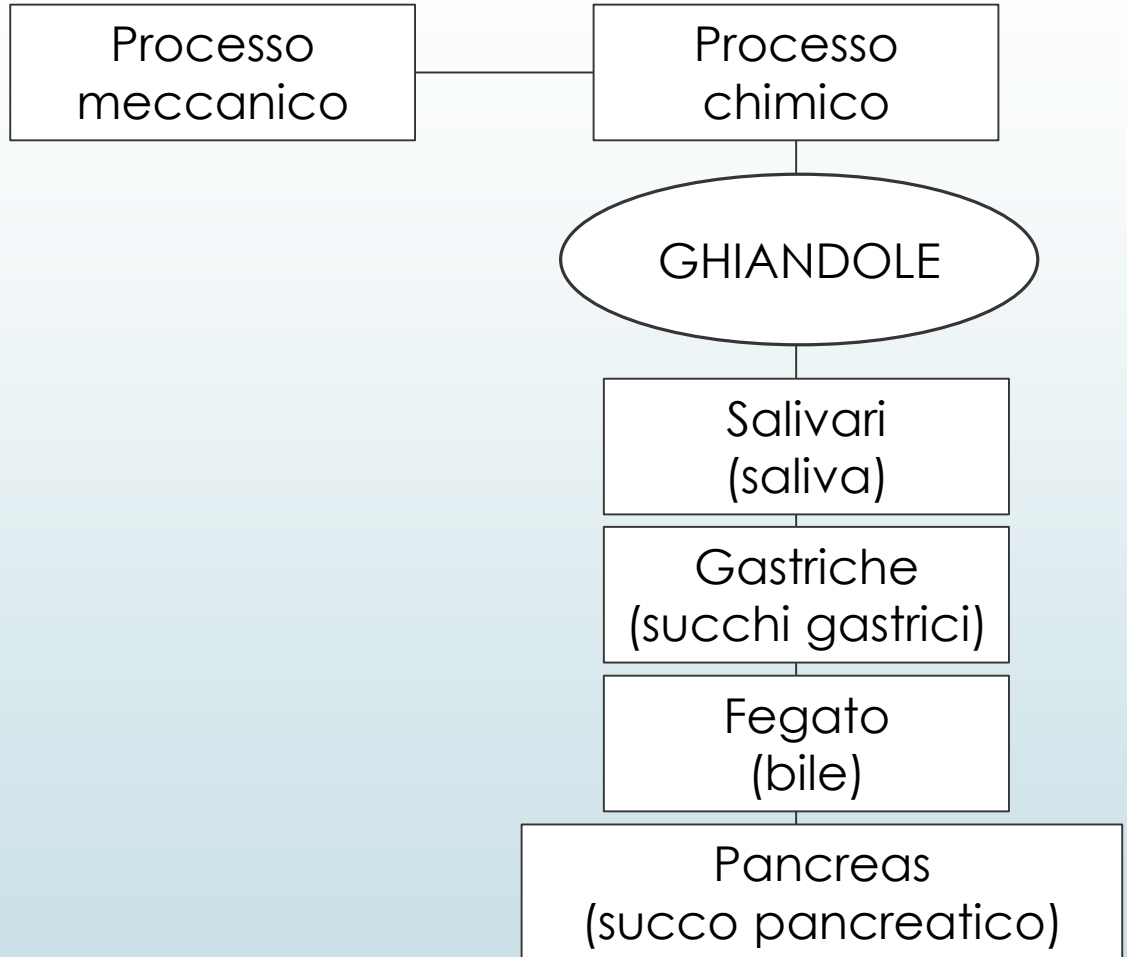 Processo
meccanico
Processo
chimico
GHIANDOLE
Salivari
(saliva)
Gastriche
(succhi gastrici)
Fegato
(bile)
Pancreas
(succo pancreatico)